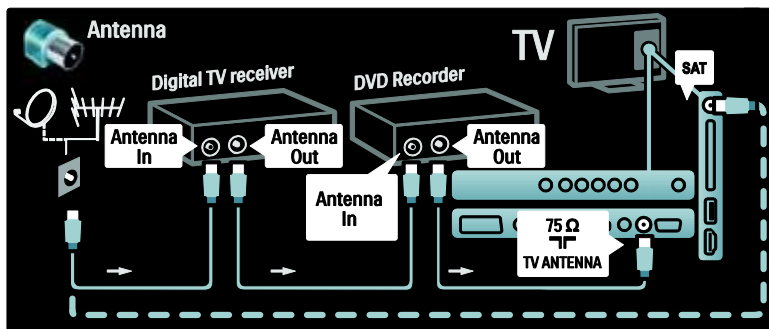 Antenna
TV
Digital TV receiver
DVD Recorder
SAT
Antenna
In
Antenna
Out
Antenna
In
Antenna
Out
75 Ω
TV ANTENNA